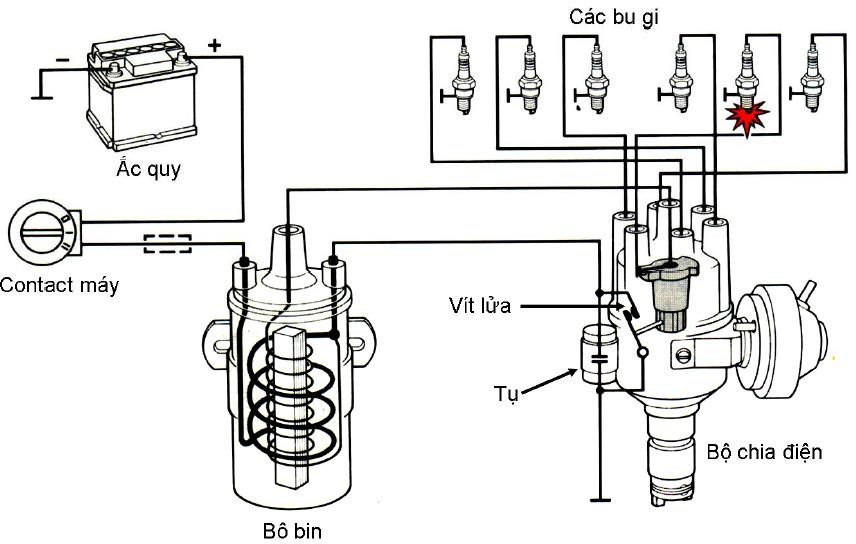 Các bu gi
- +
Ắc quy
Contact máy
Vít lửa
Tụ
Bộ chia điện
Bô bin